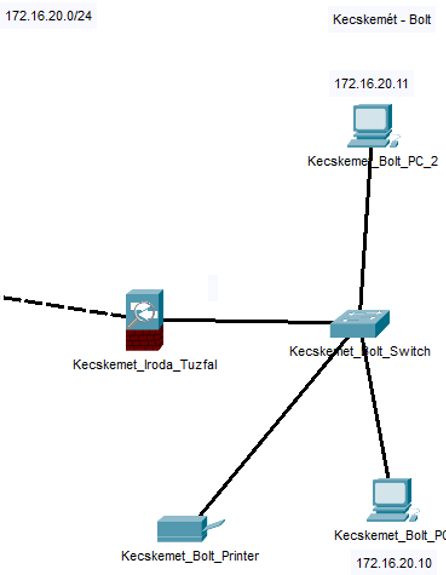 172.16.20.0/24
Kecskemét - Bolt
172.16.20.11
Kecskemet_Bolt_PC_2
Kecskemet_Bolt_Switch
Kecskemet_Iroda_Tuzfal
Kecskemet_Bolt_PC
Kecskemet_Bolt_Printer
172.16.20.10